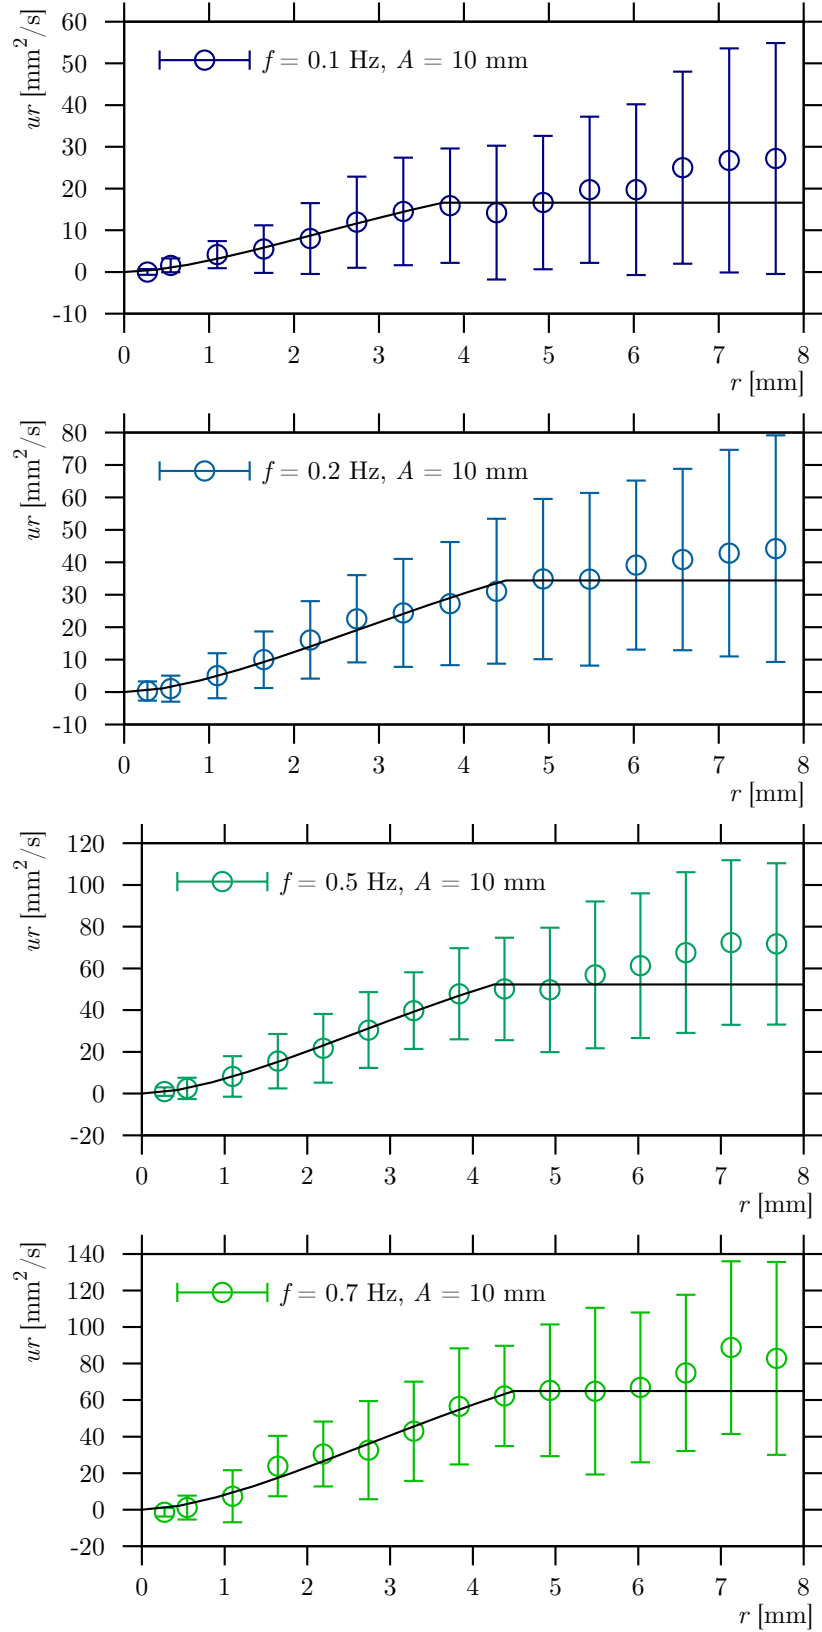 60
50
40
30
20
10
0
-10
ur [mm²/s]
f = 0.1 Hz, A = 10 mm
0 1 2 3 4 5 6 7 8
r [mm]
80
70
60
50
40
30
20
10
0
-10
ur [mm²/s]
f = 0.2 Hz, A = 10 mm
0 1 2 3 4 5 6 7 8
r [mm]
120
100
80
60
40
20
0
-20
ur [mm²/s]
f = 0.5 Hz, A = 10 mm
0 1 2 3 4 5 6 7 8
r [mm]
140
120
100
80
60
40
20
0
-20
ur [mm²/s]
f = 0.7 Hz, A = 10 mm
0 1 2 3 4 5 6 7 8
r [mm]